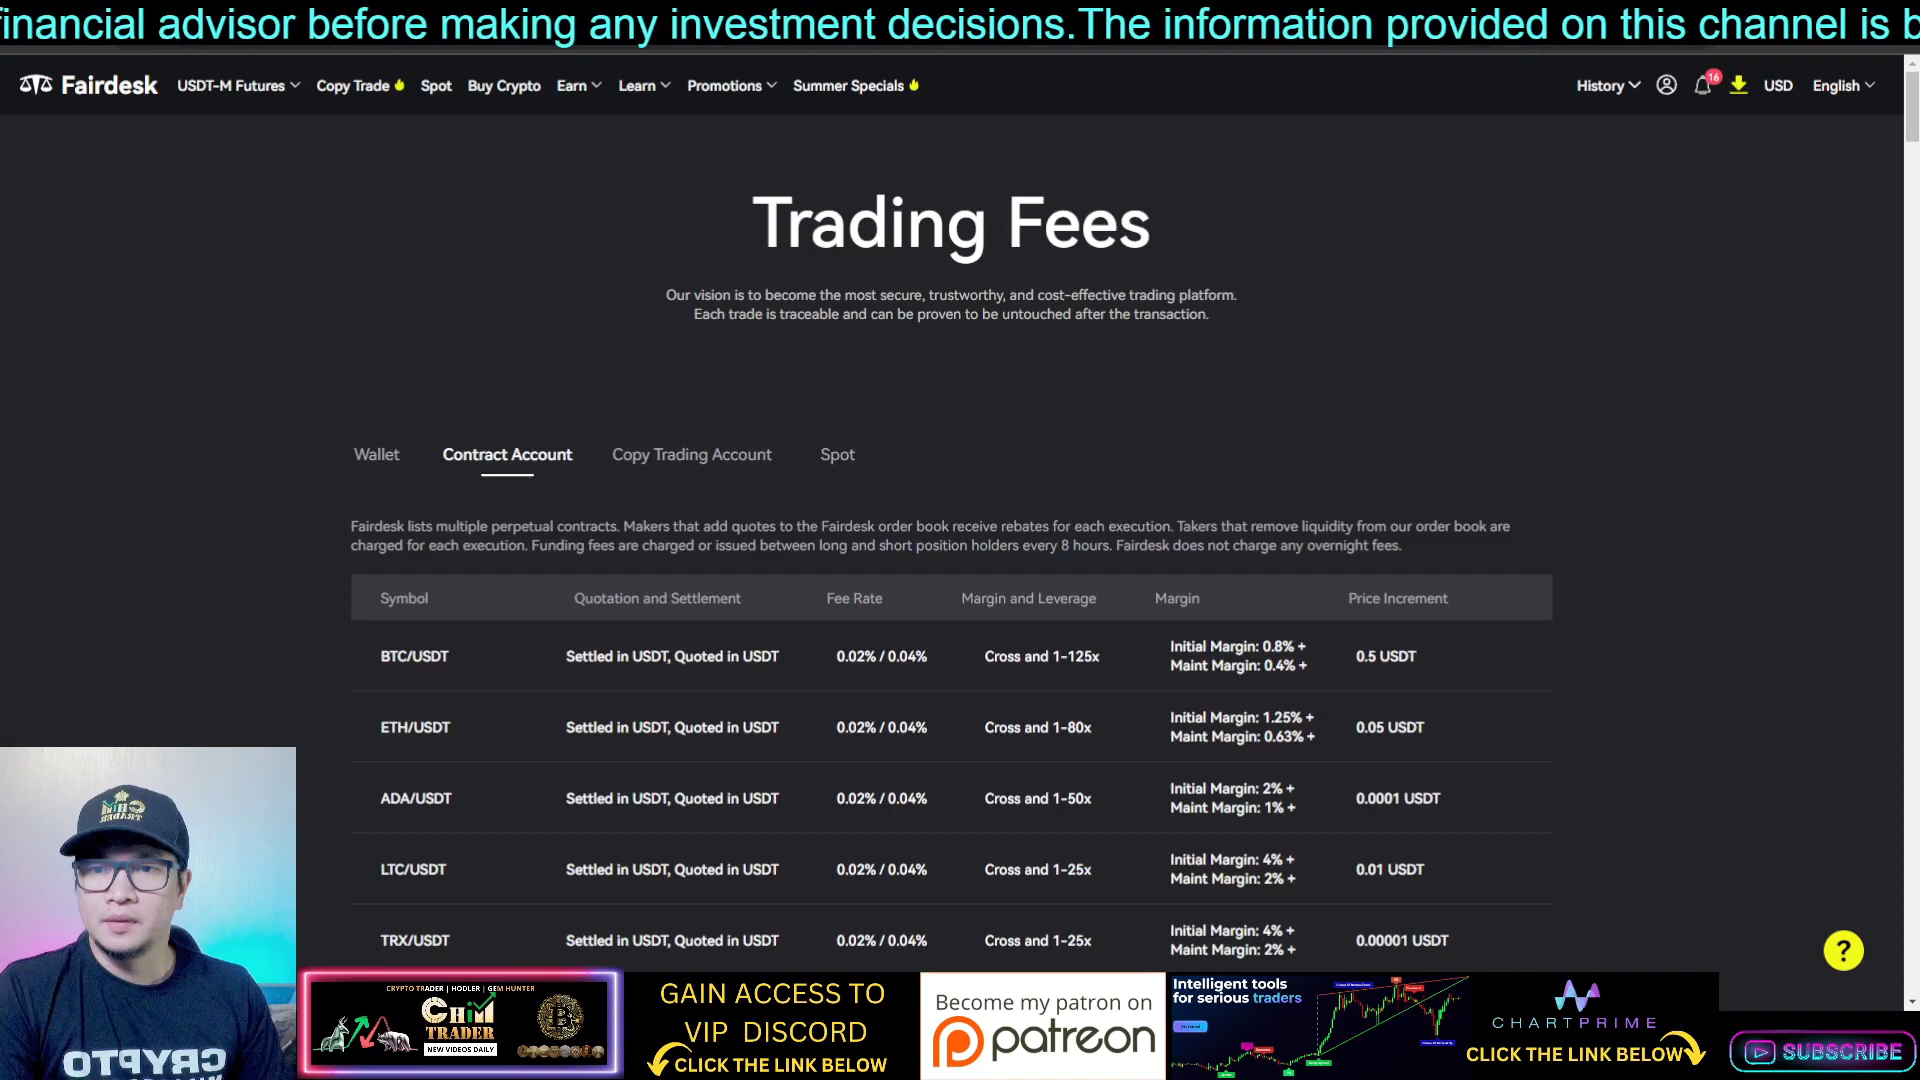 financial advisor before making any investment decisions.The information provided on this channel is b
Fairdesk USDT-M Futures Copy Trade Spot Buy Crypto Earn Learn Promotions Summer Specials History 16 USD English
Trading Fees
Our vision is to become the most secure, trustworthy, and cost-effective trading platform.
Each trade is traceable and can be proven to be untouched after the transaction.
Wallet Contract Account Copy Trading Account Spot
Fairdesk lists multiple perpetual contracts. Makers that add quotes to the Fairdesk order book receive rebates for each execution. Takers that remove liquidity from our order book are
charged for each execution. Funding fees are charged or issued between long and short position holders every 8 hours. Fairdesk does not charge any overnight fees.
Symbol Quotation and Settlement Fee Rate Margin and Leverage Margin Price Increment
BTC/USDT Settled in USDT, Quoted in USDT 0.02% / 0.04% Cross and 1-125x Initial Margin: 0.8% + 0.5 USDT
Maint Margin: 0.4% +
ETH/USDT Settled in USDT, Quoted in USDT 0.02% / 0.04% Cross and 1-80x Initial Margin: 1.25% + 0.05 USDT
Maint Margin: 0.63% +
ADA/USDT Settled in USDT, Quoted in USDT 0.02% / 0.04% Cross and 1-50x Initial Margin: 2% + 0.0001 USDT
Maint Margin: 1% +
LTC/USDT Settled in USDT, Quoted in USDT 0.02% / 0.04% Cross and 1-25x Initial Margin: 4% + 0.01 USDT
Maint Margin: 2% +
TRX/USDT Settled in USDT, Quoted in USDT 0.02% / 0.04% Cross and 1-25x Initial Margin: 4% + 0.00001 USDT
Maint Margin: 2% +
?
CHIM
TRADER
CRYPTO
CRYPTO TRADER | HODLER | GEM HUNTER
CHIM
TRADER
NEW VIDEOS DAILY
GAIN ACCESS TO
VIP DISCORD
CLICK THE LINK BELOW
Become my patron on
patreon
Intelligent tools
for serious traders
CHARTPRIME
CLICK THE LINK BELOW
SUBSCRIBE